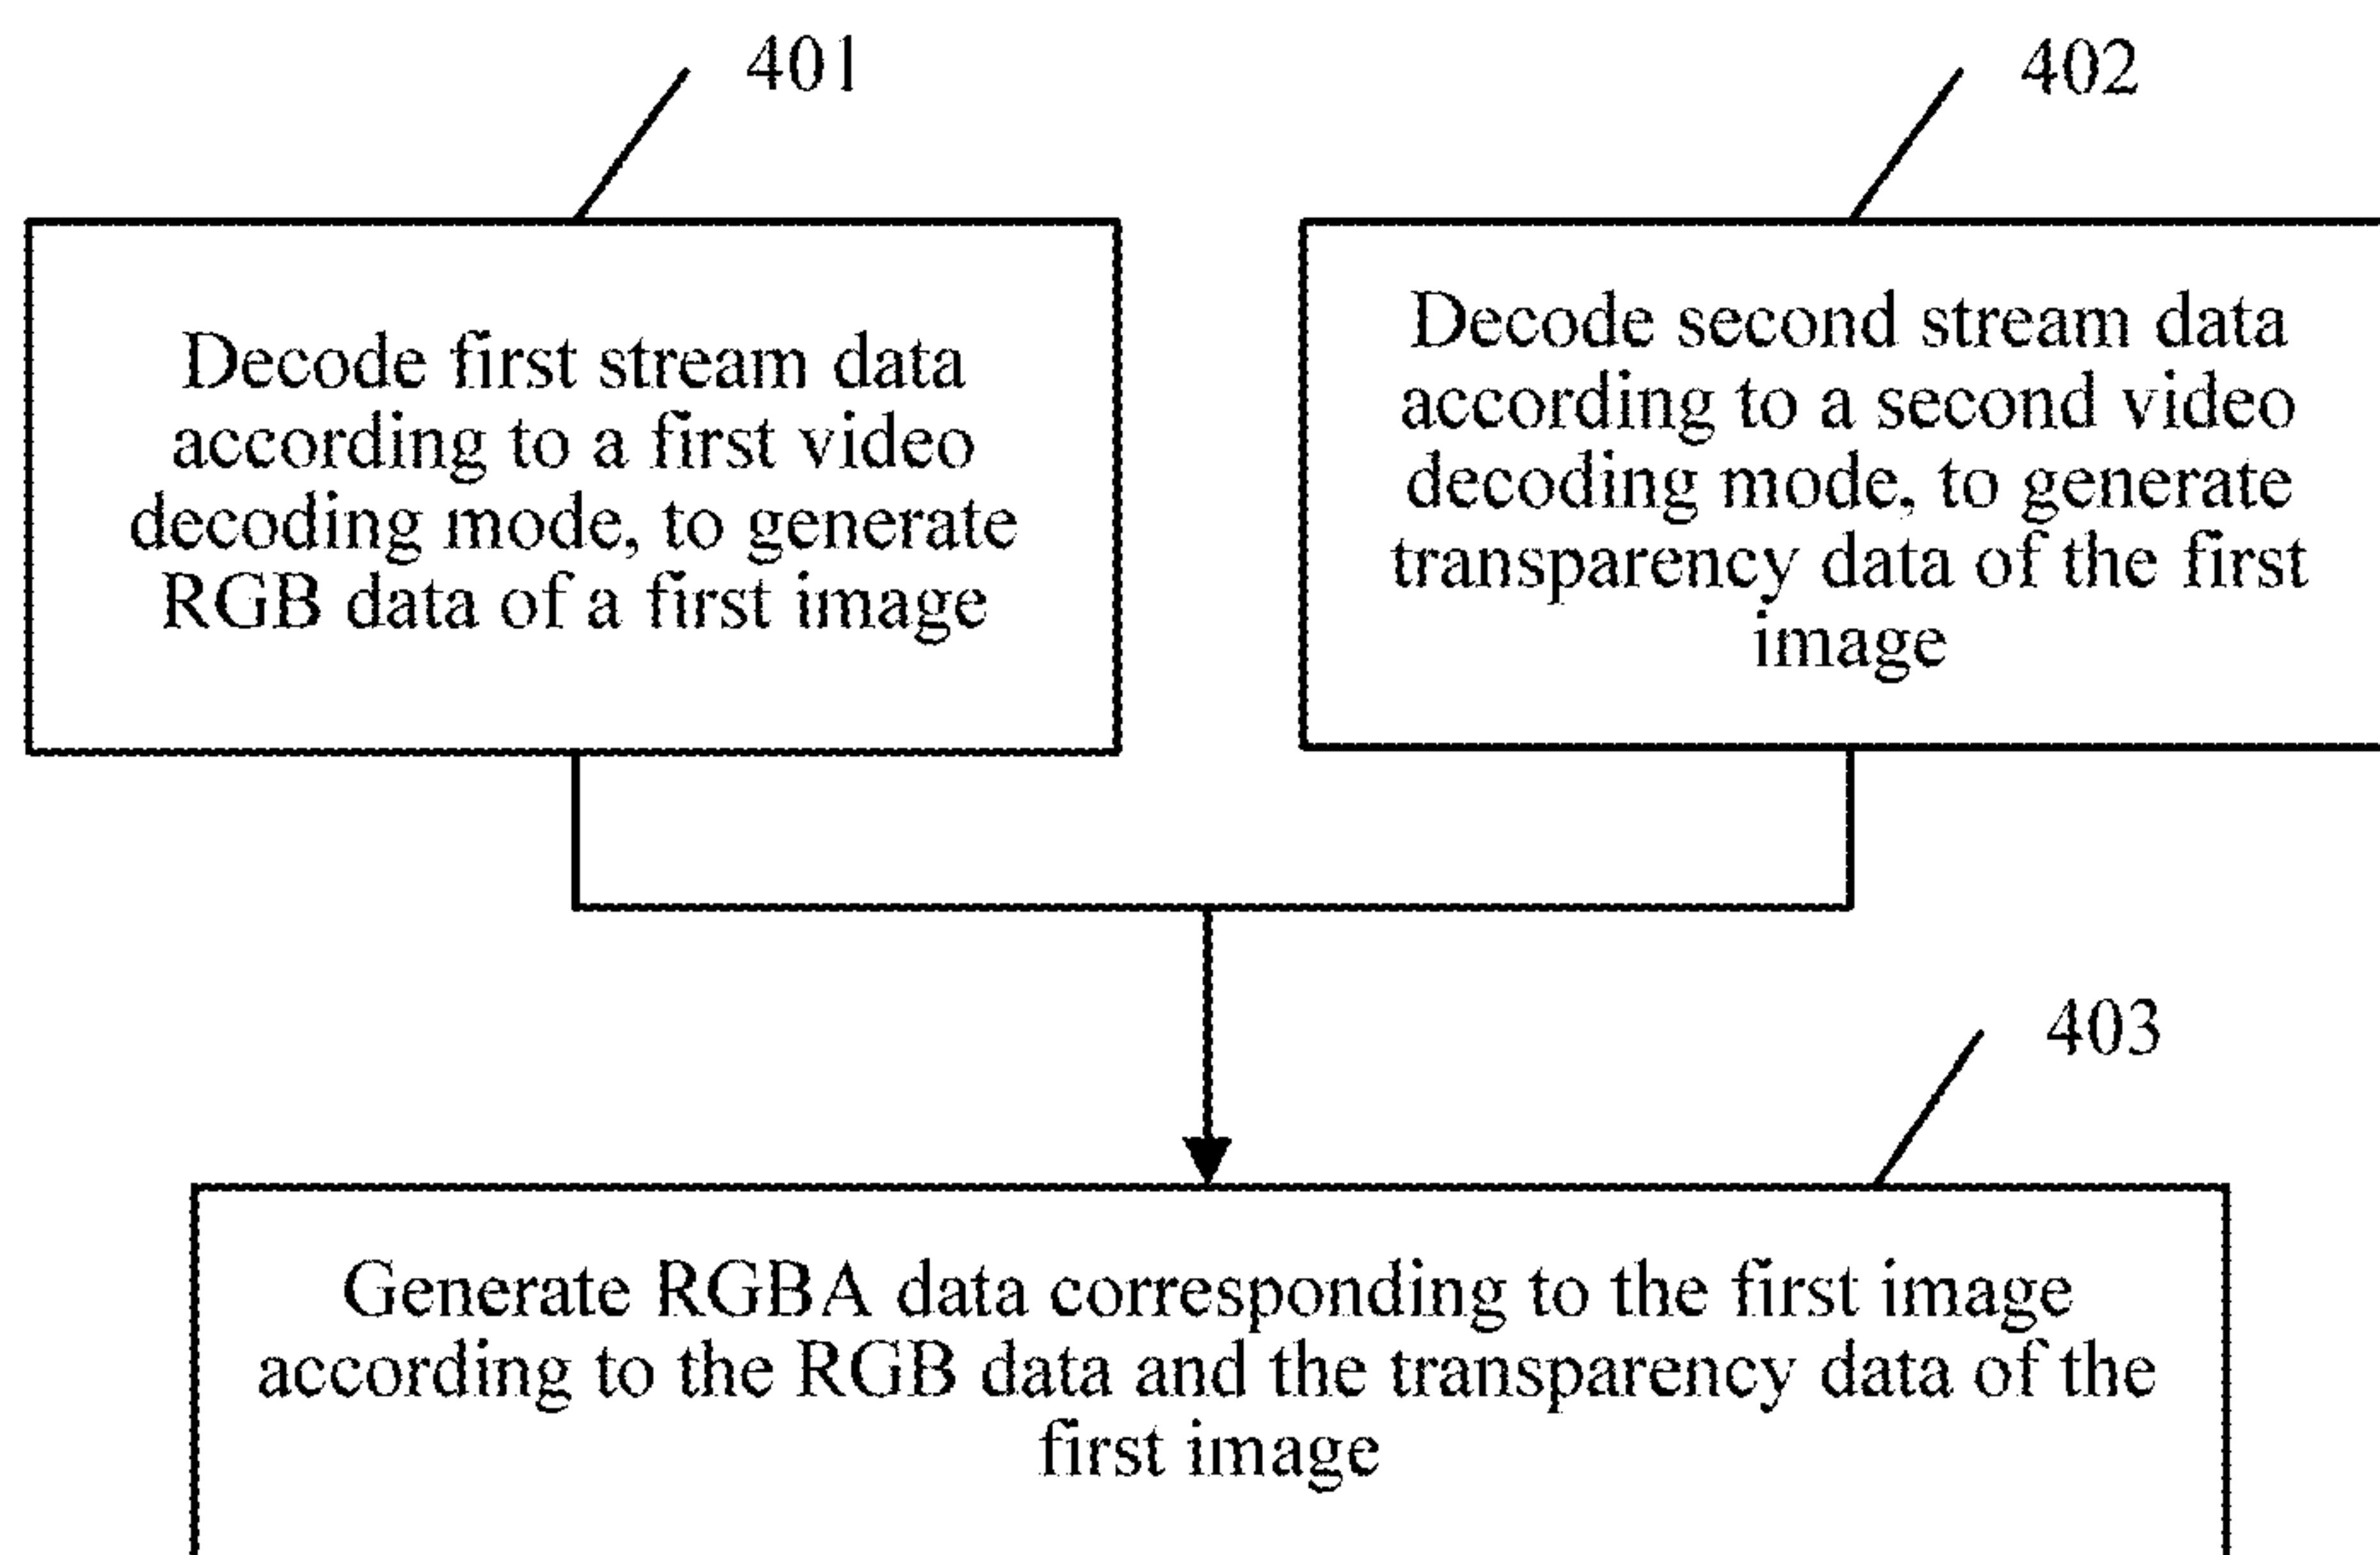 401
Decode first stream data
according to a first video
decoding mode, to generate
RGB data of a first image
402
Decode second stream data
according to a second video
decoding mode, to generate
transparency data of the first
image
403
Generate RGBA data corresponding to the first image
according to the RGB data and the transparency data of the
first image